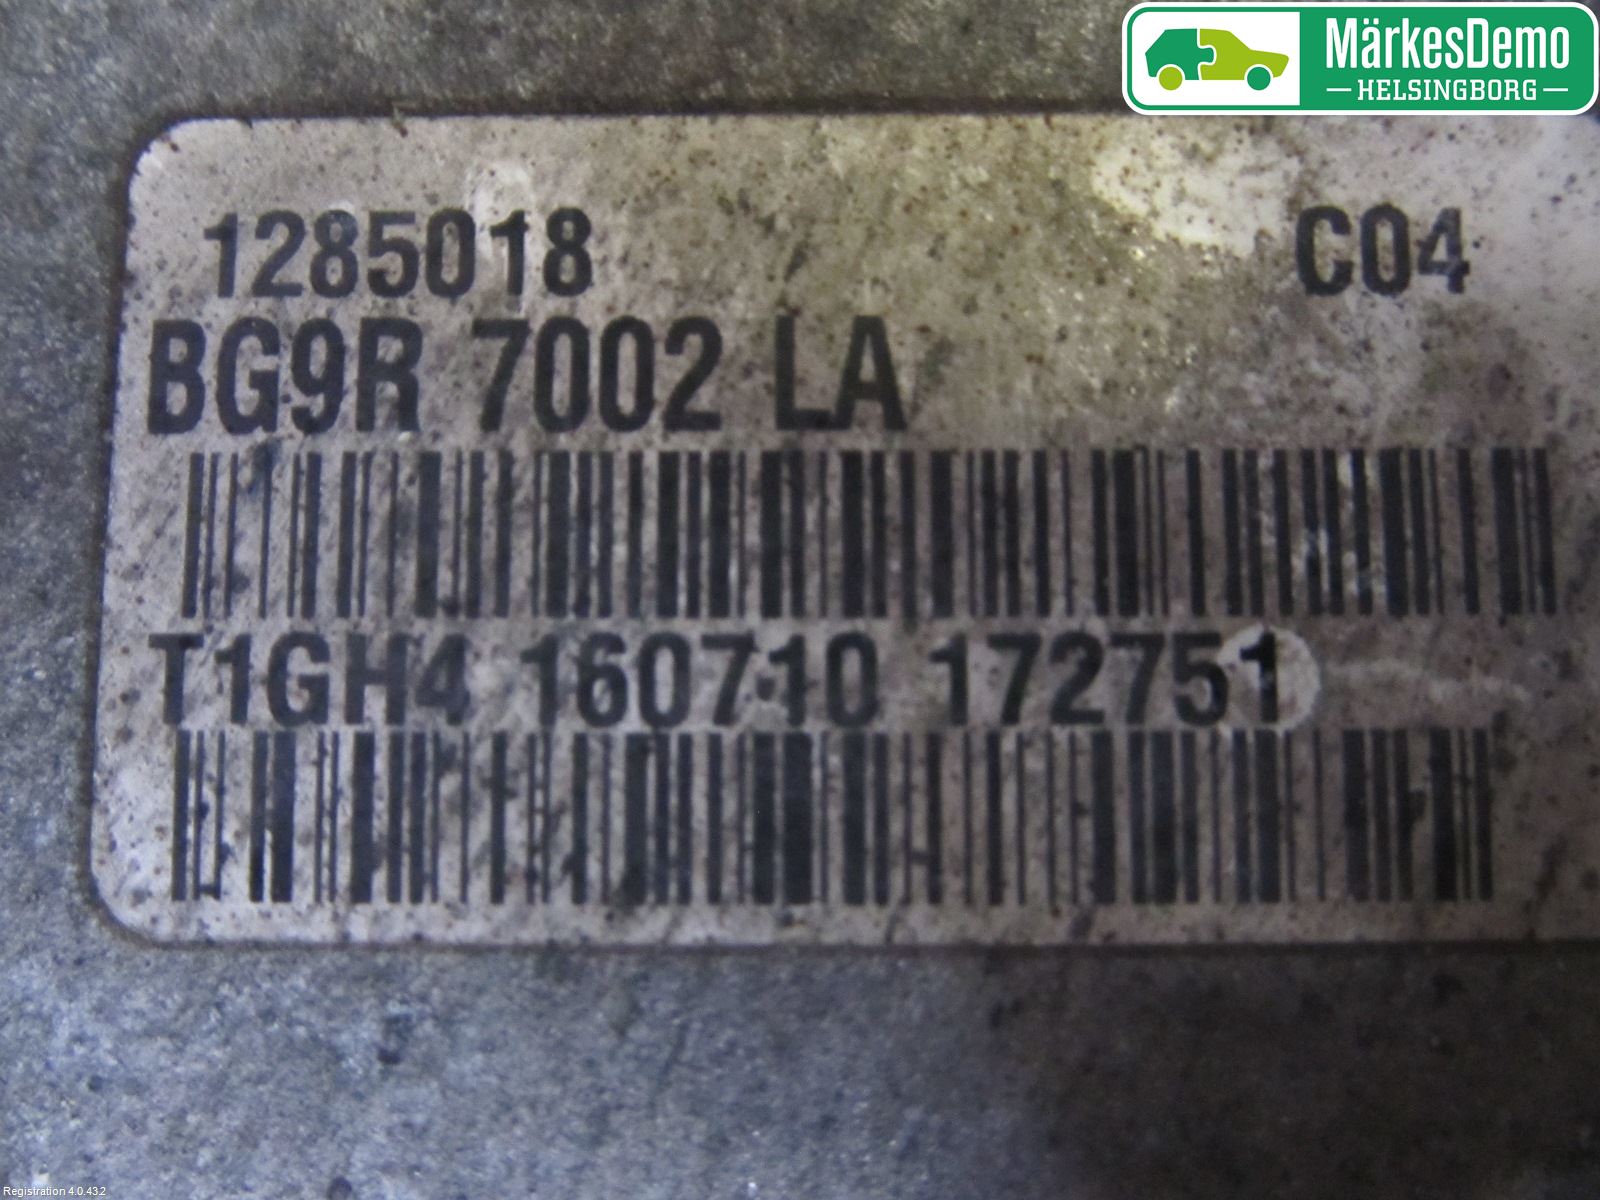 MärkesDemo
HELSINGBORG
1285018 C04
BG9R 7002 LA
T1GH4 160710 172751
Registration 4.0.43.2